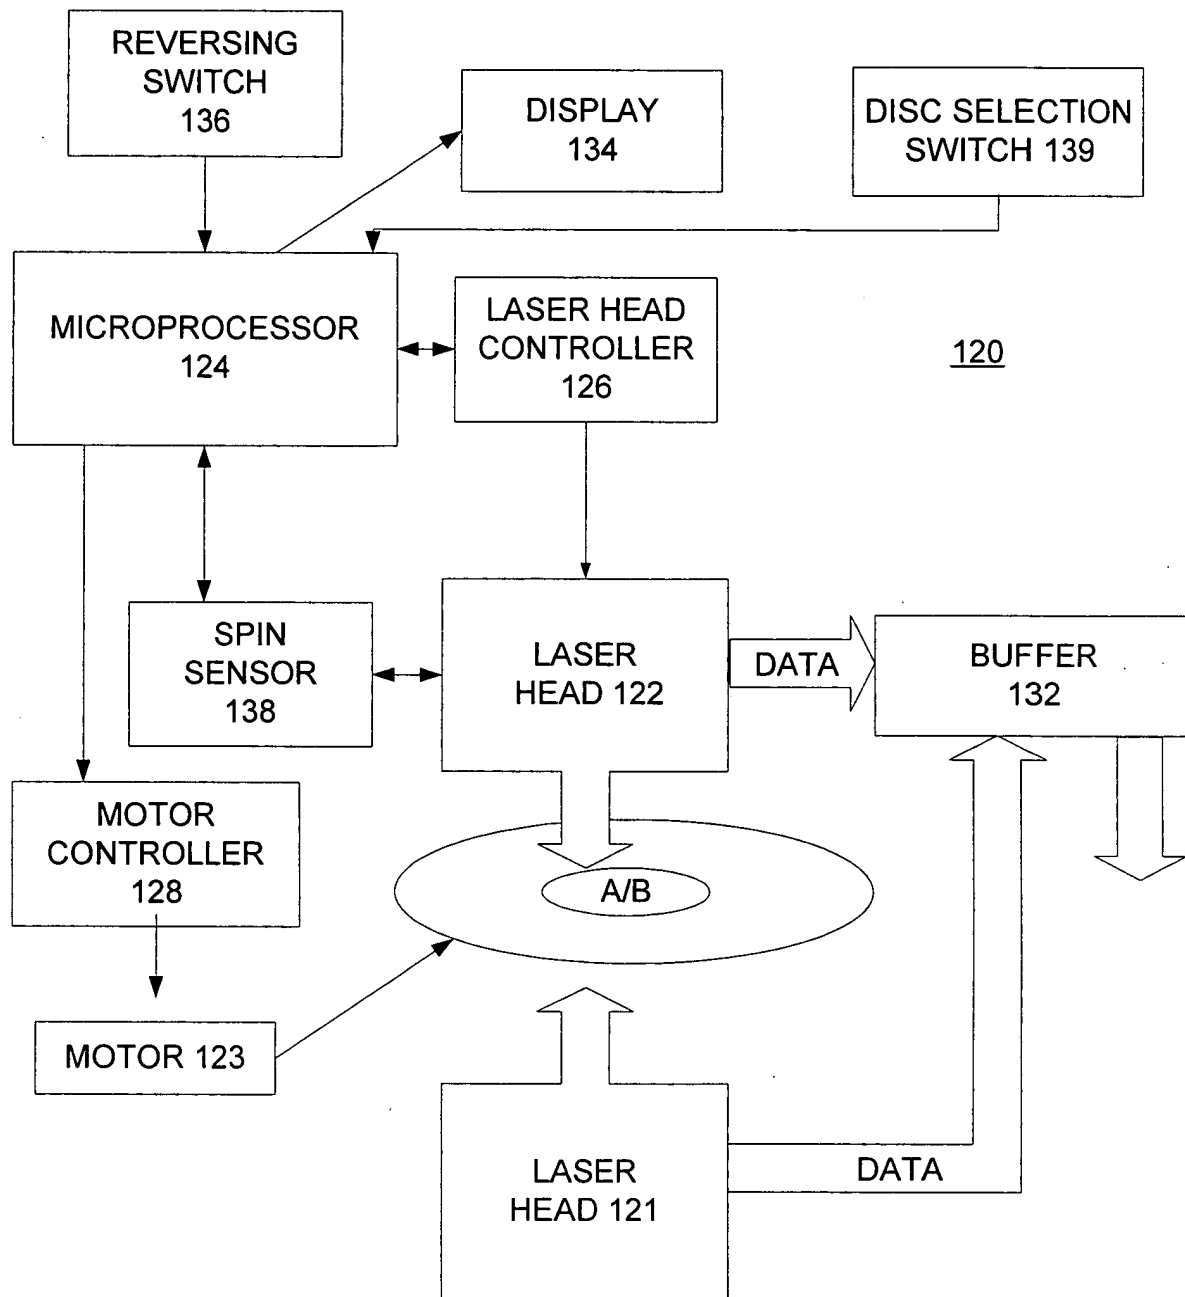 REVERSING
SWITCH
136
DISPLAY
134
DISC SELECTION
SWITCH 139
MICROPROCESSOR
124
LASER HEAD
CONTROLLER
126
120
SPIN
SENSOR
138
LASER
HEAD 122
DATA
BUFFER
132
MOTOR
CONTROLLER
128
A/B
MOTOR 123
LASER
HEAD 121
DATA